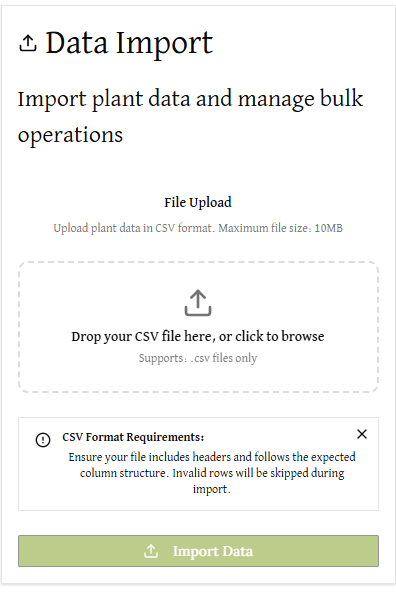 Data Import
Import plant data and manage bulk
operations
File Upload
Upload plant data in CSV format. Maximum file size: 10MB
Drop your CSV file here, or click to browse
Supports: .csv files only
CSV Format Requirements:
Ensure your file includes headers and follows the expected
column structure. Invalid rows will be skipped during
import.
Import Data